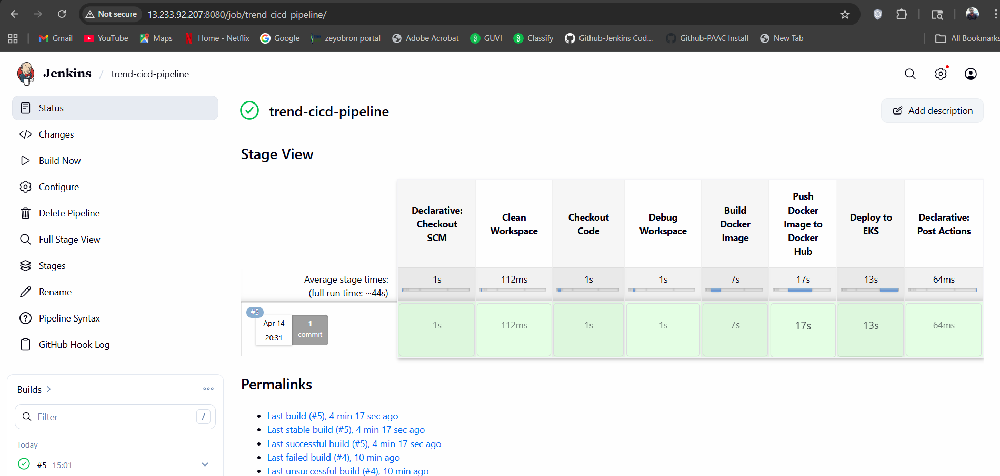 Not secure 13.233.92.207:8080/job/trend-cicd-pipeline/
Gmail YouTube Maps Home - Netflix Google zeyobron portal Adobe Acrobat GUVI Classify Github-Jenkins Cod... Github-PAAC Install New Tab All Bookmarks
Jenkins / trend-cicd-pipeline
Status
Changes
Build Now
Configure
Delete Pipeline
Full Stage View
Stages
Rename
Pipeline Syntax
GitHub Hook Log
Builds
Filter /
Today
#5 15:01
trend-cicd-pipeline
Add description
Stage View
Declarative:
Checkout
SCM
Clean
Workspace
Checkout
Code
Debug
Workspace
Build
Docker
Image
Push
Docker
Image to
Docker
Hub
Deploy to
EKS
Declarative:
Post Actions
Average stage times:
(full run time: ~44s)
1s 112ms 1s 1s 7s 17s 13s 64ms
#5
Apr 14
20:31
1
commit
1s 112ms 1s 1s 7s 17s 13s 64ms
Permalinks
Last build (#5), 4 min 17 sec ago
Last stable build (#5), 4 min 17 sec ago
Last successful build (#5), 4 min 17 sec ago
Last failed build (#4), 10 min ago
Last unsuccessful build (#4), 10 min ago